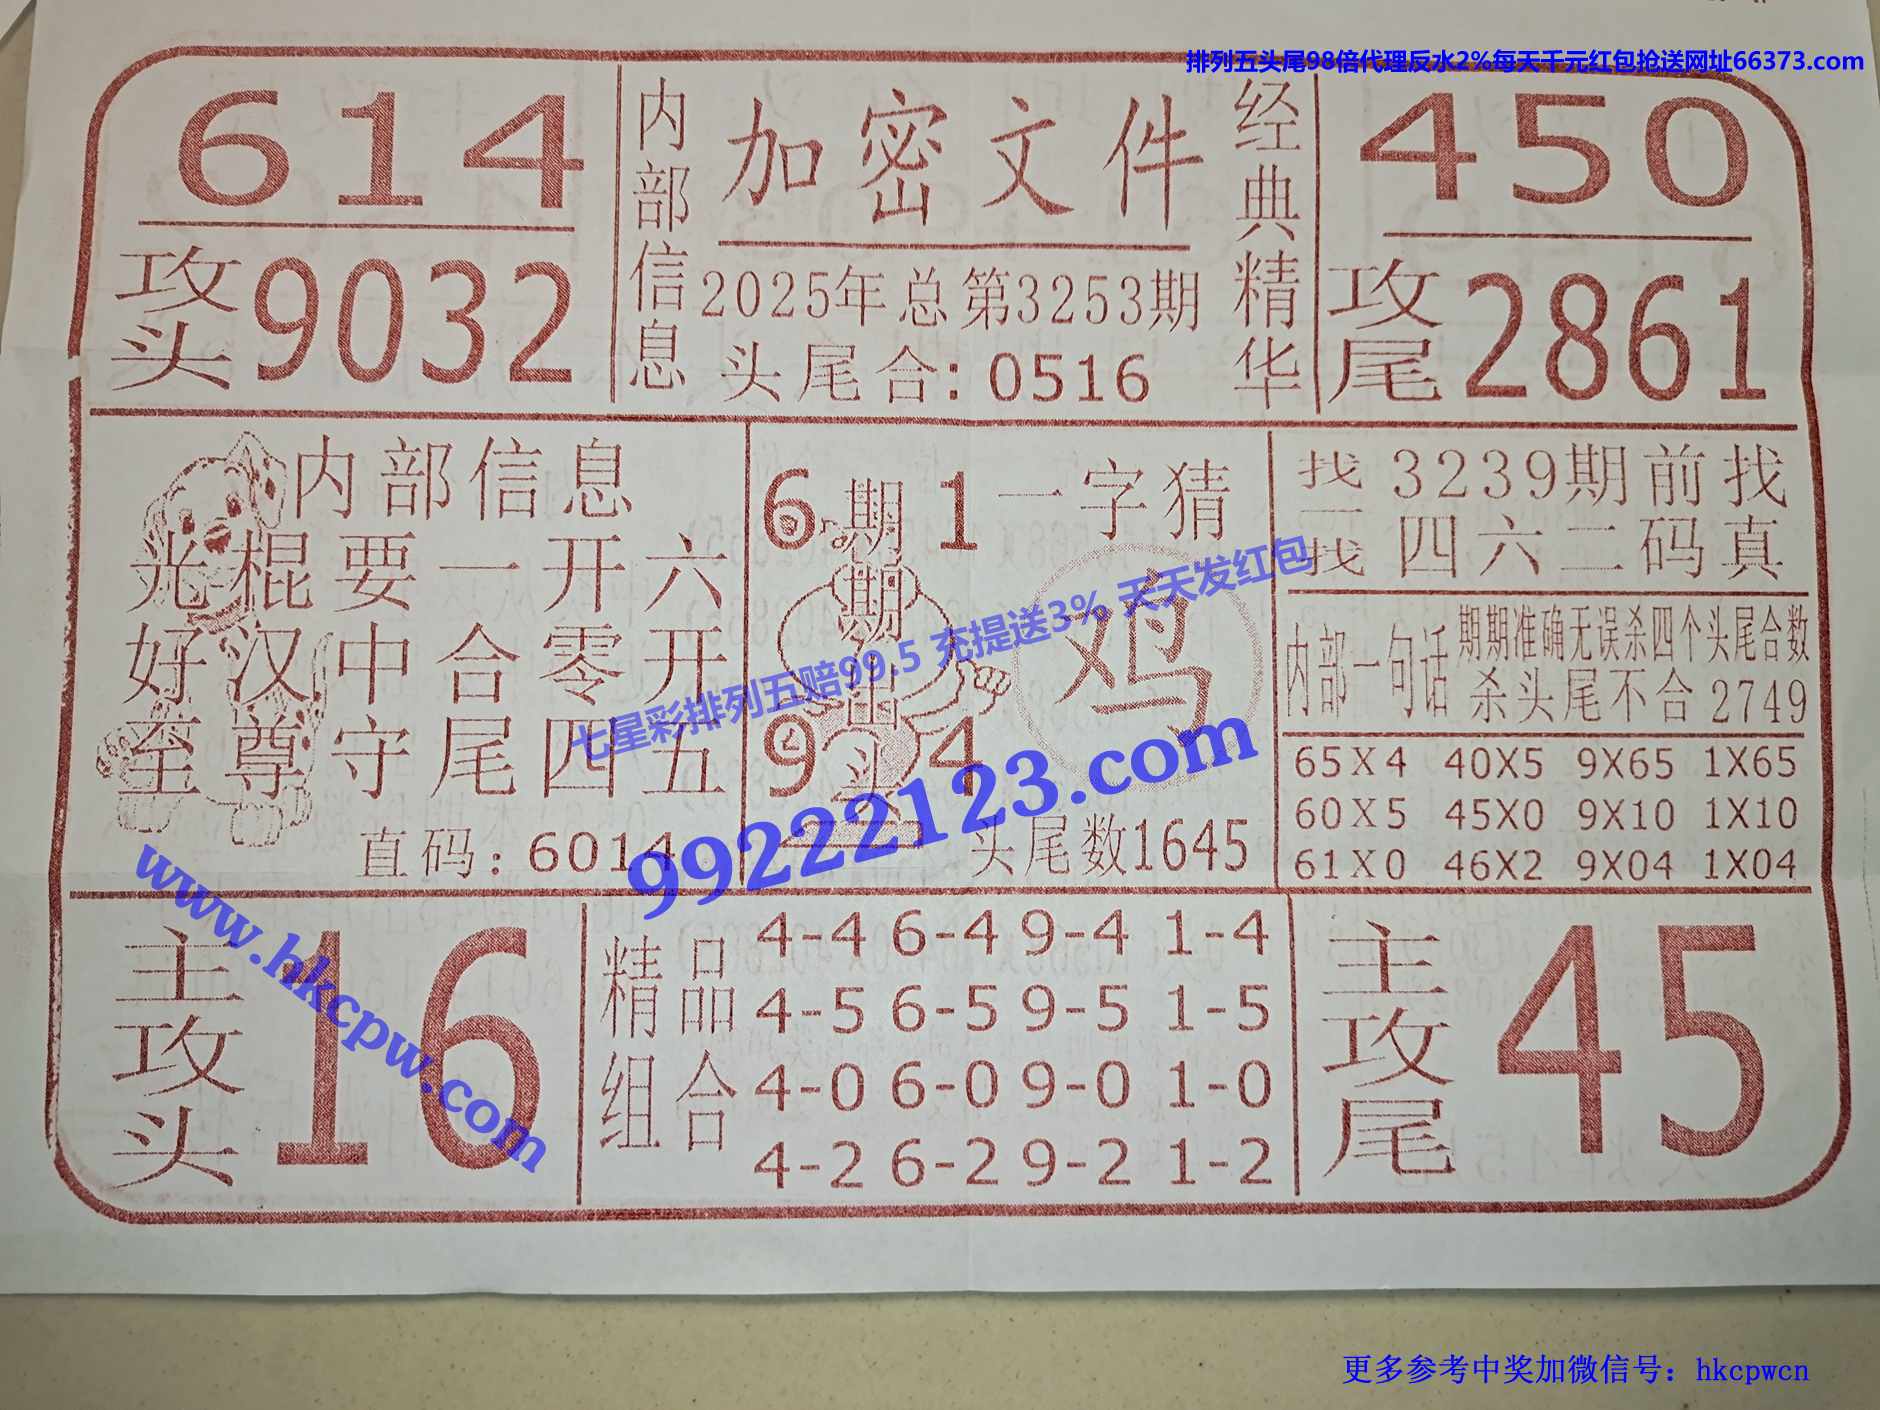 排列五头尾98倍代理反水2%每天千元红包抢送网址66373.com
614
攻头9032
内部信息
加密文件
2025年总第3253期
头尾合:0516
经典精华
450
攻尾2861
内部信息
光棍要一开六
好汉中合零开
至尊守尾四五
直码:6014
6 1
9 4
期期出头
一字猜
鸡
头尾数1645
找一找
3239期前找
四六二码真
内部一句话
期期准确无误杀四个头尾合数
杀头尾不合2749
65X4 40X5 9X65 1X65
60X5 45X0 9X10 1X10
61X0 46X2 9X04 1X04
七星彩排列五赔99.5 充提送3% 天天发红包
99222123.com
www.hkcpw.com
主攻头
16
精品组合
4-4 6-4 9-4 1-4
4-5 6-5 9-5 1-5
4-0 6-0 9-0 1-0
4-2 6-2 9-2 1-2
主攻尾
45
更多参考中奖加微信号：hkcpwcn